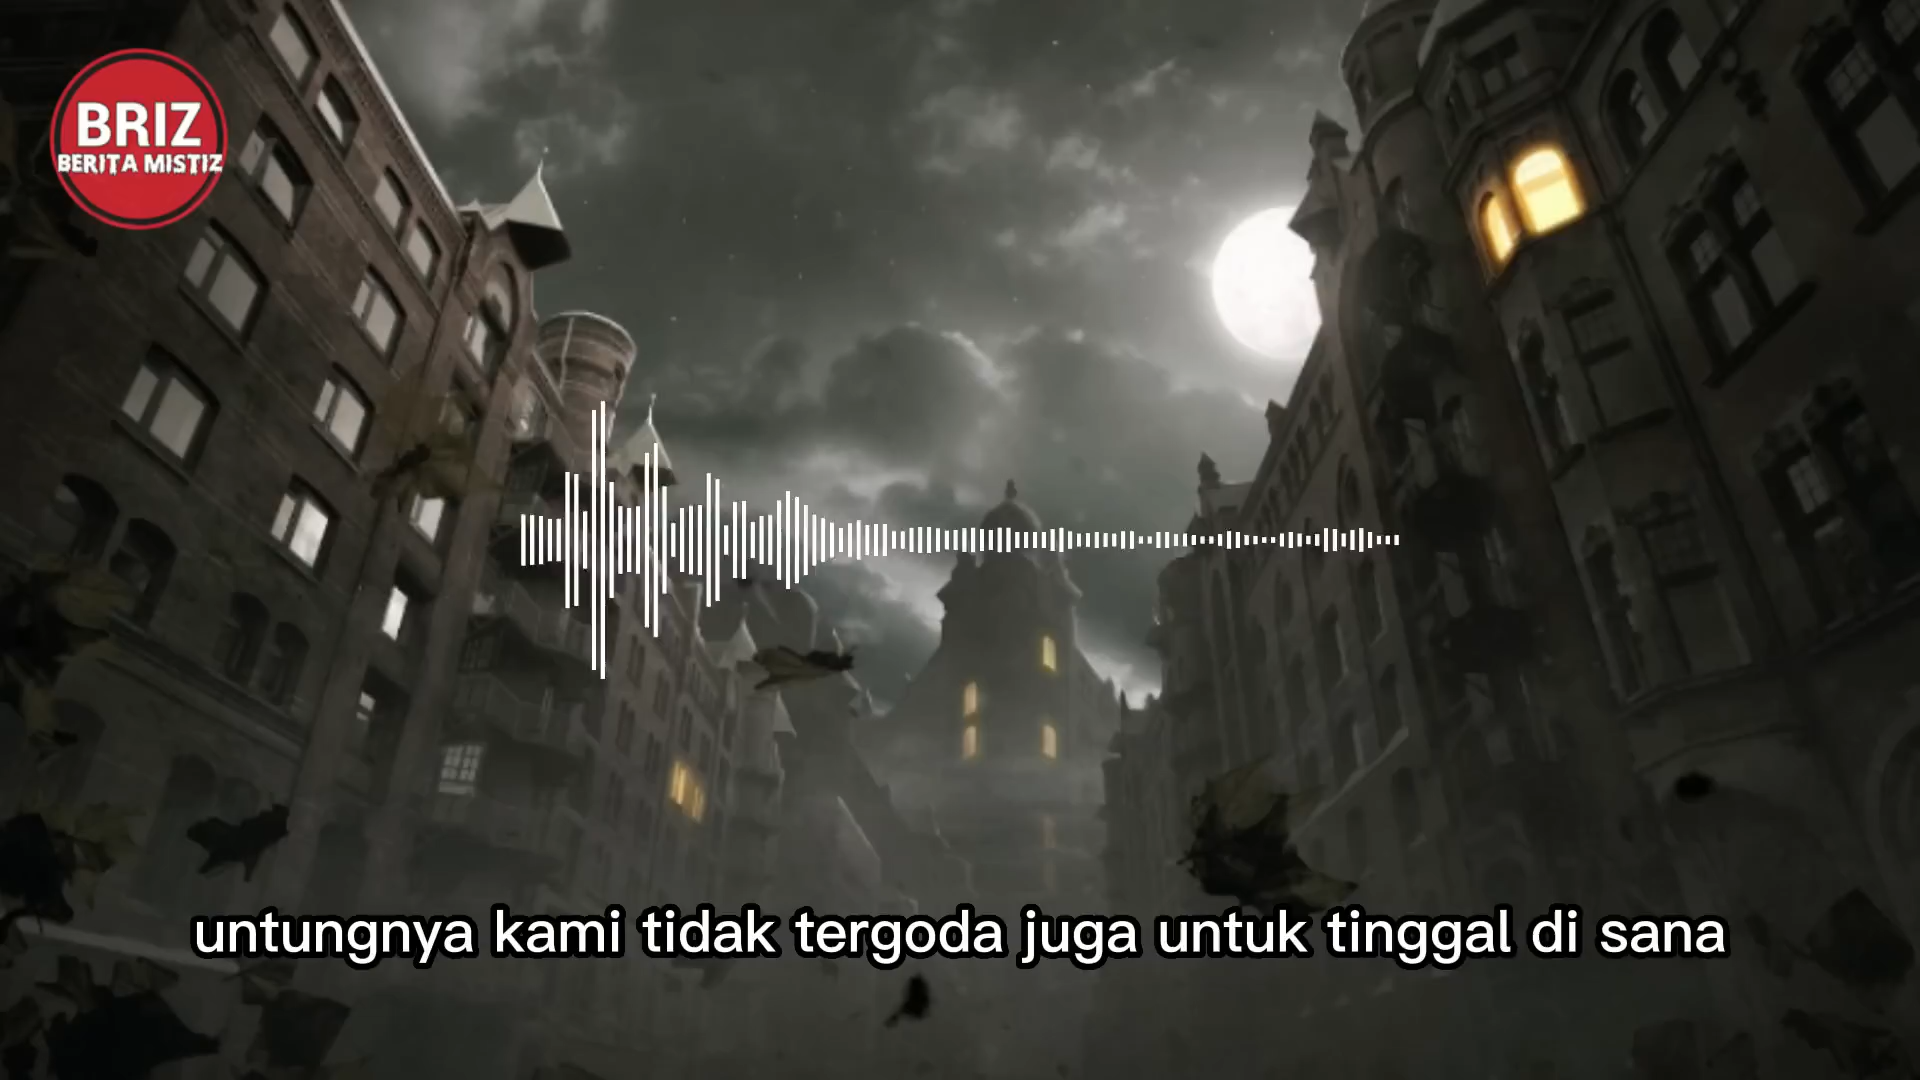 BRIZ
BERITA MISTIZ
untungnya kami tidak tergoda juga untuk tinggal di sana